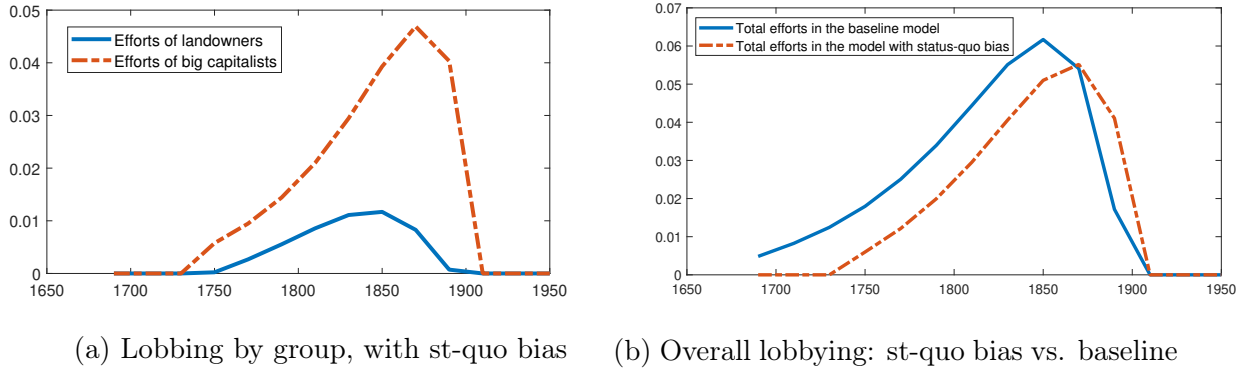 0.05
0.04
0.03
0.02
0.01
0
1650 1700 1750 1800 1850 1900 1950
Efforts of landowners
Efforts of big capitalists
(a) Lobbing by group, with st-quo bias
0.07
0.06
0.05
0.04
0.03
0.02
0.01
0
1650 1700 1750 1800 1850 1900 1950
Total efforts in the baseline model
Total efforts in the model with status-quo bias
(b) Overall lobbying: st-quo bias vs. baseline